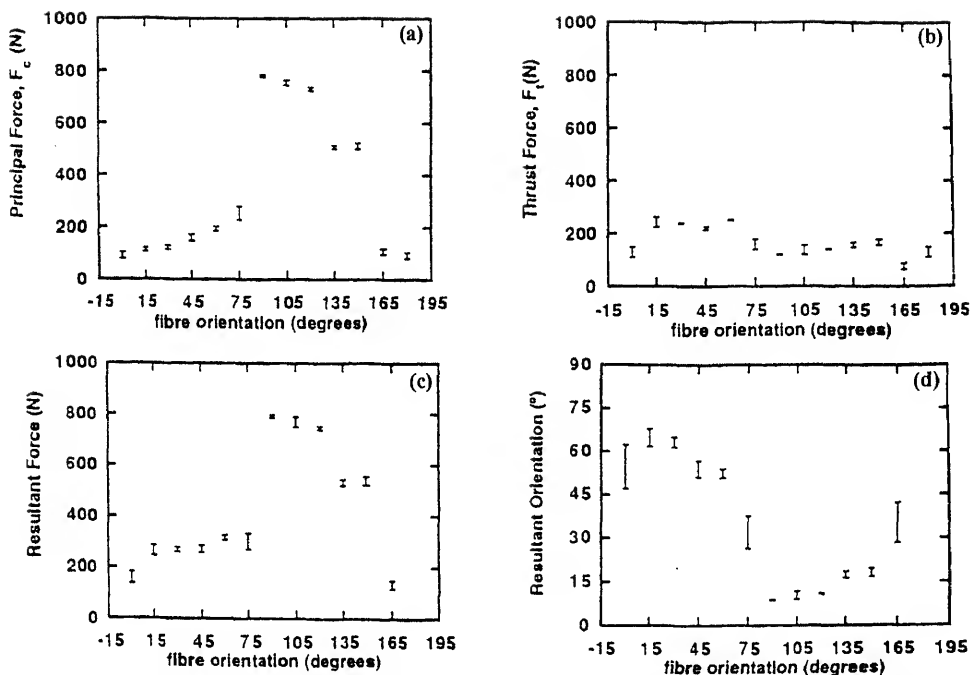 (a)
Principal Force, F_c (N)
1000
800
600
400
200
0
-15 15 45 75 105 135 165 195
fibre orientation (degrees)
(b)
Thrust Force, F_t(N)
1000
800
600
400
200
0
-15 15 45 75 105 135 165 195
fibre orientation (degrees)
(c)
Resultant Force (N)
1000
800
600
400
200
0
-15 15 45 75 105 135 165 195
fibre orientation (degrees)
(d)
Resultant Orientation (°)
90
75
60
45
30
15
0
-15 15 45 75 105 135 165 195
fibre orientation (degrees)